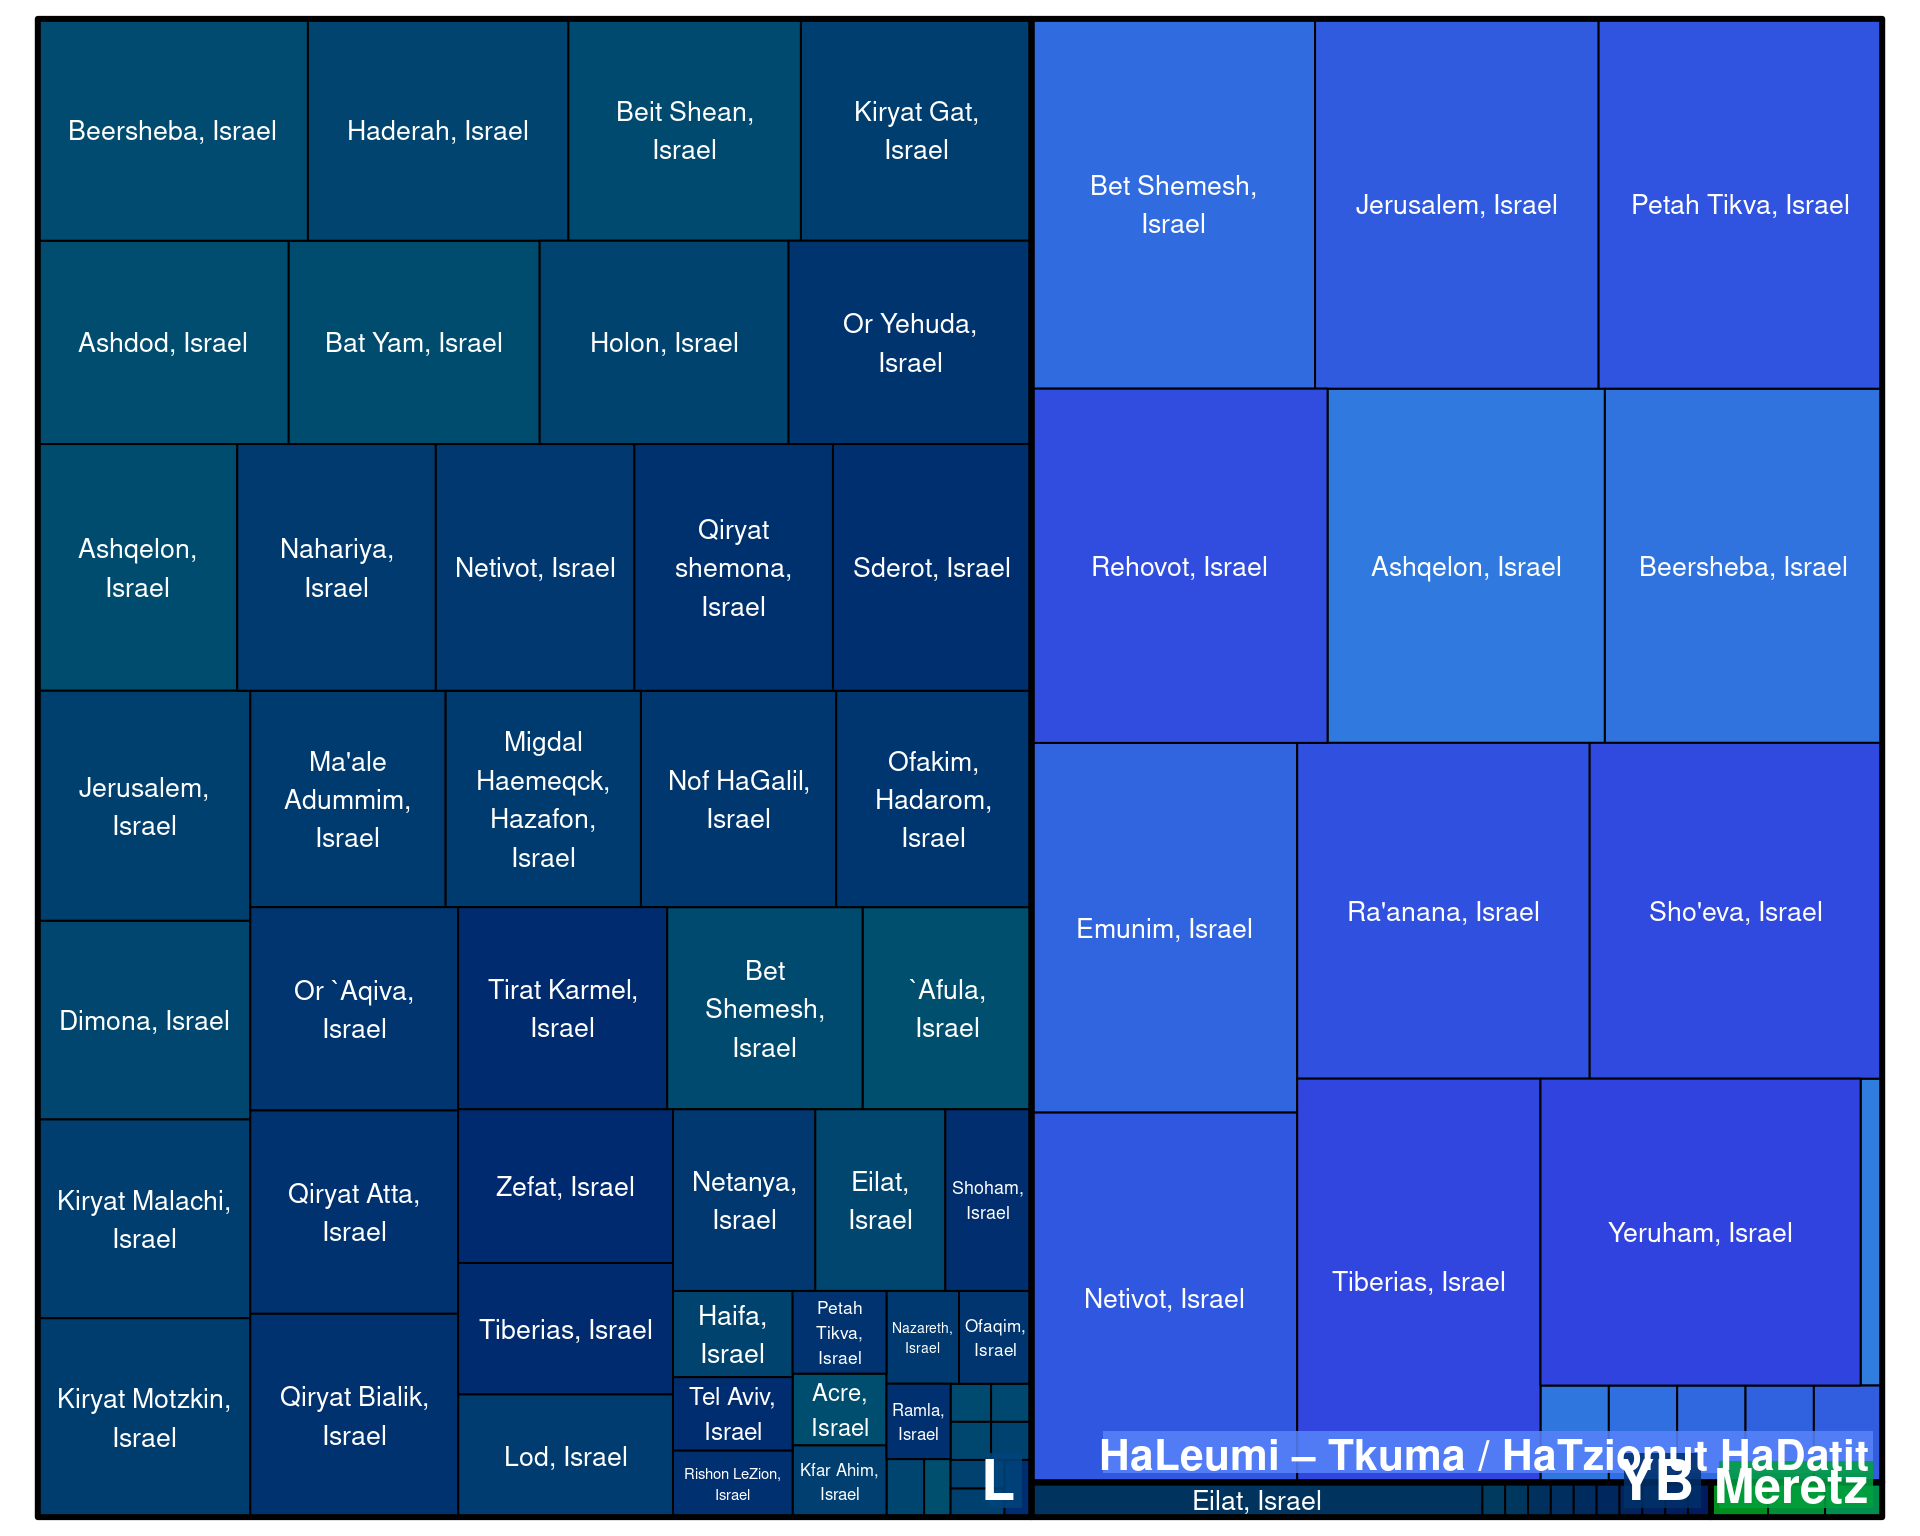 Beersheba, Israel
Haderah, Israel
Beit Shean,
Israel
Kiryat Gat,
Israel
Ashdod, Israel
Bat Yam, Israel
Holon, Israel
Or Yehuda,
Israel
Ashqelon,
Israel
Nahariya,
Israel
Netivot, Israel
Qiryat
shemona,
Israel
Sderot, Israel
Jerusalem,
Israel
Ma'ale
Adummim,
Israel
Migdal
Haemeqck,
Hazafon,
Israel
Nof HaGalil,
Israel
Ofakim,
Hadarom,
Israel
Dimona, Israel
Or `Aqiva,
Israel
Tirat Karmel,
Israel
Bet
Shemesh,
Israel
`Afula,
Israel
Kiryat Malachi,
Israel
Qiryat Atta,
Israel
Zefat, Israel
Netanya,
Israel
Eilat,
Israel
Shoham,
Israel
Tiberias, Israel
Haifa,
Israel
Petah
Tikva,
Israel
Nazareth,
Israel
Ofaqim,
Israel
Kiryat Motzkin,
Israel
Qiryat Bialik,
Israel
Lod, Israel
Tel Aviv,
Israel
Acre,
Israel
Ramla,
Israel
Rishon LeZion,
Israel
Kfar Ahim,
Israel
L
Bet Shemesh,
Israel
Jerusalem, Israel
Petah Tikva, Israel
Rehovot, Israel
Ashqelon, Israel
Beersheba, Israel
Emunim, Israel
Ra'anana, Israel
Sho'eva, Israel
Netivot, Israel
Tiberias, Israel
Yeruham, Israel
HaLeumi – Tkuma / HaTzionut HaDatit
Eilat, Israel
YB
Meretz